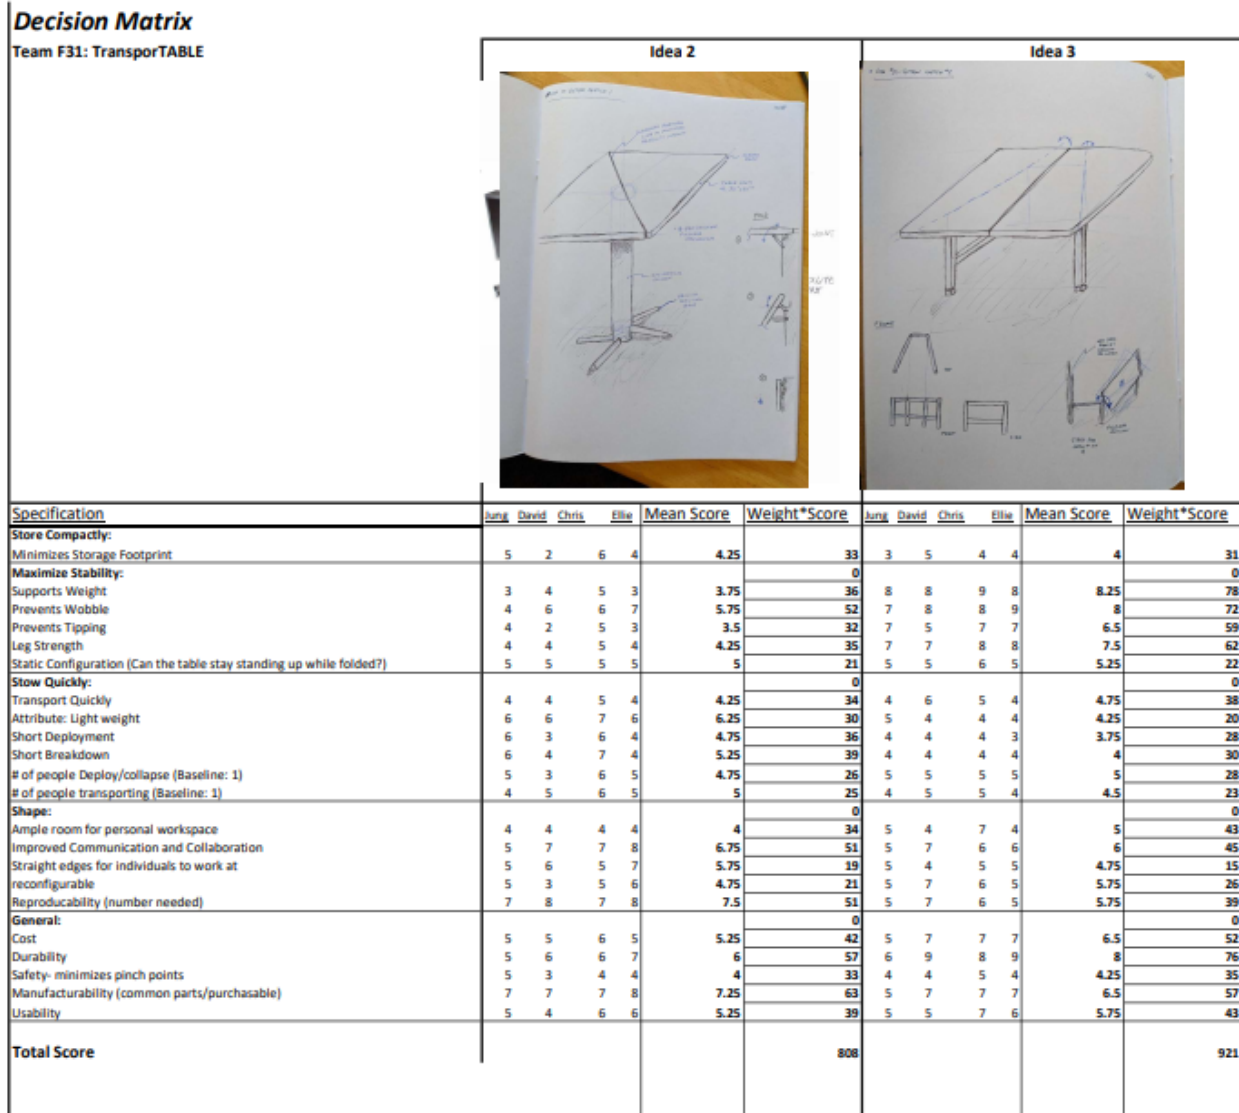 Decision Matrix
Team F31: TransporTABLE
Idea 2
Idea 3
Specification Jung David Chris Ellie Mean Score Weight*Score Jung David Chris Ellie Mean Score Weight*Score
Store Compactly:
Minimizes Storage Footprint 5 2 6 4 4.25 33 3 5 4 4 4 31
Maximize Stability: 0 0
Supports Weight 3 4 5 3 3.75 36 8 8 9 8 8.25 78
Prevents Wobble 4 6 6 7 5.75 52 7 8 8 9 8 72
Prevents Tipping 4 2 5 3 3.5 32 7 5 7 7 6.5 59
Leg Strength 4 4 5 4 4.25 35 7 7 8 8 7.5 62
Static Configuration (Can the table stay standing up while folded?) 5 5 5 5 5 21 5 5 6 5 5.25 22
Stow Quickly: 0 0
Transport Quickly 4 4 5 4 4.25 34 4 6 5 4 4.75 38
Attribute: Light weight 6 6 7 6 6.25 30 5 4 4 4 4.25 20
Short Deployment 6 3 6 4 4.75 36 4 4 4 3 3.75 28
Short Breakdown 6 4 7 4 5.25 39 4 4 4 4 4 30
# of people Deploy/collapse (Baseline: 1) 5 3 6 5 4.75 26 5 5 5 5 5 28
# of people transporting (Baseline: 1) 4 5 6 5 5 25 4 5 5 4 4.5 23
Shape: 0 0
Ample room for personal workspace 4 4 4 4 4 34 5 4 7 4 5 43
Improved Communication and Collaboration 5 7 7 8 6.75 51 5 7 6 6 6 45
Straight edges for individuals to work at 5 6 5 7 5.75 19 5 4 5 5 4.75 15
reconfigurable 5 3 5 6 4.75 21 5 7 6 5 5.75 26
Reproducability (number needed) 7 8 7 8 7.5 51 5 7 6 5 5.75 39
General: 0 0
Cost 5 5 6 5 5.25 42 5 7 7 7 6.5 52
Durability 5 6 6 7 6 57 6 9 8 9 8 76
Safety- minimizes pinch points 5 3 4 4 4 33 4 4 5 4 4.25 35
Manufacturability (common parts/purchasable) 7 7 7 8 7.25 63 5 7 7 7 6.5 57
Usability 5 4 6 6 5.25 39 5 5 7 6 5.75 43
Total Score 808 921